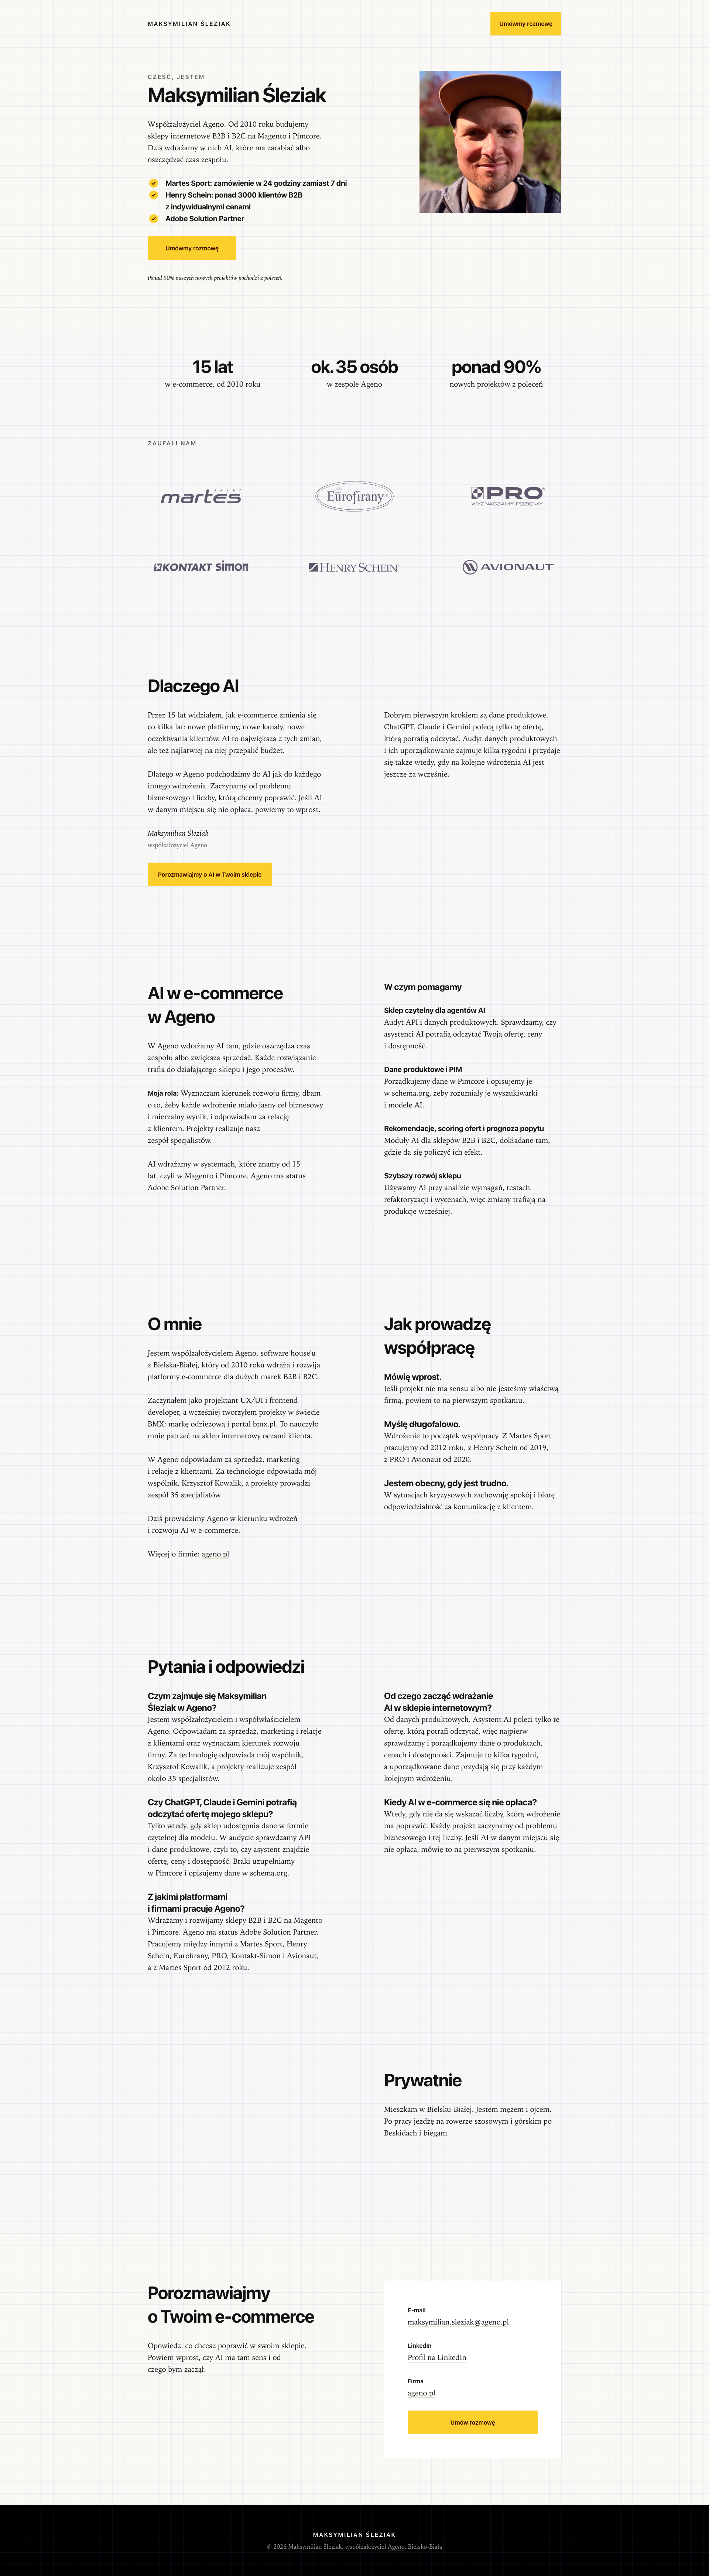 MAKSYMILIAN ŚLEZIAK
Umówmy rozmowę
CZEŚĆ, JESTEM
Maksymilian Śleziak
Współzałożyciel Ageno. Od 2010 roku budujemy
sklepy internetowe B2B i B2C na Magento i Pimcore.
Dziś wdrażamy w nich AI, które ma zarabiać albo
oszczędzać czas zespołu.
Martes Sport: zamówienie w 24 godziny zamiast 7 dni
Henry Schein: ponad 3000 klientów B2B
z indywidualnymi cenami
Adobe Solution Partner
Umówmy rozmowę
Ponad 90% naszych nowych projektów pochodzi z poleceń.
15 lat
w e-commerce, od 2010 roku
ok. 35 osób
w zespole Ageno
ponad 90%
nowych projektów z poleceń
ZAUFALI NAM
martes
SPORT
Eurofirany
PRO
WYZNACZAMY POZIOMY
KONTAKT simon
HENRY SCHEIN
AVIONAUT
Dlaczego AI
Przez 15 lat widziałem, jak e-commerce zmienia się
co kilka lat: nowe platformy, nowe kanały, nowe
oczekiwania klientów. AI to największa z tych zmian,
ale też najłatwiej na niej przepalić budżet.
Dlatego w Ageno podchodzimy do AI jak do każdego
innego wdrożenia. Zaczynamy od problemu
biznesowego i liczby, którą chcemy poprawić. Jeśli AI
w danym miejscu się nie opłaca, powiemy to wprost.
Maksymilian Śleziak
współzałożyciel Ageno
Porozmawiajmy o AI w Twoim sklepie
Dobrym pierwszym krokiem są dane produktowe.
ChatGPT, Claude i Gemini polecą tylko tę ofertę,
którą potrafią odczytać. Audyt danych produktowych
i ich uporządkowanie zajmuje kilka tygodni i przydaje
się także wtedy, gdy na kolejne wdrożenia AI jest
jeszcze za wcześnie.
AI w e-commerce
w Ageno
W Ageno wdrażamy AI tam, gdzie oszczędza czas
zespołu albo zwiększa sprzedaż. Każde rozwiązanie
trafia do działającego sklepu i jego procesów.
Moja rola: Wyznaczam kierunek rozwoju firmy, dbam
o to, żeby każde wdrożenie miało jasny cel biznesowy
i mierzalny wynik, i odpowiadam za relację
z klientem. Projekty realizuje nasz
zespół specjalistów.
AI wdrażamy w systemach, które znamy od 15
lat, czyli w Magento i Pimcore. Ageno ma status
Adobe Solution Partner.
W czym pomagamy
Sklep czytelny dla agentów AI
Audyt API i danych produktowych. Sprawdzamy, czy
asystenci AI potrafią odczytać Twoją ofertę, ceny
i dostępność.
Dane produktowe i PIM
Porządkujemy dane w Pimcore i opisujemy je
w schema.org, żeby rozumiały je wyszukiwarki
i modele AI.
Rekomendacje, scoring ofert i prognoza popytu
Moduły AI dla sklepów B2B i B2C, dokładane tam,
gdzie da się policzyć ich efekt.
Szybszy rozwój sklepu
Używamy AI przy analizie wymagań, testach,
refaktoryzacji i wycenach, więc zmiany trafiają na
produkcję wcześniej.
O mnie
Jestem współzałożycielem Ageno, software house'u
z Bielska-Białej, który od 2010 roku wdraża i rozwija
platformy e-commerce dla dużych marek B2B i B2C.
Zaczynałem jako projektant UX/UI i frontend
developer, a wcześniej tworzyłem projekty w świecie
BMX: markę odzieżową i portal bmx.pl. To nauczyło
mnie patrzeć na sklep internetowy oczami klienta.
W Ageno odpowiadam za sprzedaż, marketing
i relacje z klientami. Za technologię odpowiada mój
wspólnik, Krzysztof Kowalik, a projekty prowadzi
zespół 35 specjalistów.
Dziś prowadzimy Ageno w kierunku wdrożeń
i rozwoju AI w e-commerce.
Więcej o firmie: ageno.pl
Jak prowadzę
współpracę
Mówię wprost.
Jeśli projekt nie ma sensu albo nie jesteśmy właściwą
firmą, powiem to na pierwszym spotkaniu.
Myślę długofalowo.
Wdrożenie to początek współpracy. Z Martes Sport
pracujemy od 2012 roku, z Henry Schein od 2019,
z PRO i Avionaut od 2020.
Jestem obecny, gdy jest trudno.
W sytuacjach kryzysowych zachowuję spokój i biorę
odpowiedzialność za komunikację z klientem.
Pytania i odpowiedzi
Czym zajmuje się Maksymilian
Śleziak w Ageno?
Jestem współzałożycielem i współwłaścicielem
Ageno. Odpowiadam za sprzedaż, marketing i relacje
z klientami oraz wyznaczam kierunek rozwoju
firmy. Za technologię odpowiada mój wspólnik,
Krzysztof Kowalik, a projekty realizuje zespół
około 35 specjalistów.
Czy ChatGPT, Claude i Gemini potrafią
odczytać ofertę mojego sklepu?
Tylko wtedy, gdy sklep udostępnia dane w formie
czytelnej dla modelu. W audycie sprawdzamy API
i dane produktowe, czyli to, czy asystent znajdzie
ofertę, ceny i dostępność. Braki uzupełniamy
w Pimcore i opisujemy dane w schema.org.
Z jakimi platformami
i firmami pracuje Ageno?
Wdrażamy i rozwijamy sklepy B2B i B2C na Magento
i Pimcore. Ageno ma status Adobe Solution Partner.
Pracujemy między innymi z Martes Sport, Henry
Schein, Eurofirany, PRO, Kontakt-Simon i Avionaut,
a z Martes Sport od 2012 roku.
Od czego zacząć wdrażanie
AI w sklepie internetowym?
Od danych produktowych. Asystent AI poleci tylko tę
ofertę, którą potrafi odczytać, więc najpierw
sprawdzamy i porządkujemy dane o produktach,
cenach i dostępności. Zajmuje to kilka tygodni,
a uporządkowane dane przydają się przy każdym
kolejnym wdrożeniu.
Kiedy AI w e-commerce się nie opłaca?
Wtedy, gdy nie da się wskazać liczby, którą wdrożenie
ma poprawić. Każdy projekt zaczynamy od problemu
biznesowego i tej liczby. Jeśli AI w danym miejscu się
nie opłaca, mówię to na pierwszym spotkaniu.
Prywatnie
Mieszkam w Bielsku-Białej. Jestem mężem i ojcem.
Po pracy jeżdżę na rowerze szosowym i górskim po
Beskidach i biegam.
Porozmawiajmy
o Twoim e-commerce
Opowiedz, co chcesz poprawić w swoim sklepie.
Powiem wprost, czy AI ma tam sens i od
czego bym zaczął.
E-mail
maksymilian.sleziak@ageno.pl
LinkedIn
Profil na LinkedIn
Firma
ageno.pl
Umów rozmowę
MAKSYMILIAN ŚLEZIAK
© 2026 Maksymilian Śleziak, współzałożyciel Ageno, Bielsko-Biała